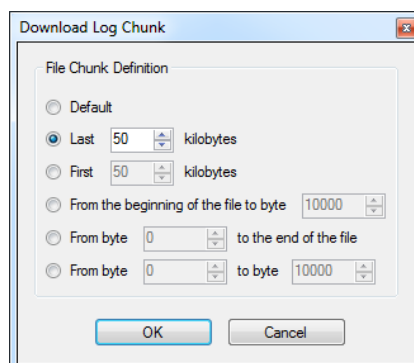 Download Log Chunk
File Chunk Definition
Default
Last 50 kilobytes
First 50 kilobytes
From the beginning of the file to byte 10000
From byte 0 to the end of the file
From byte 0 to byte 10000
OK Cancel